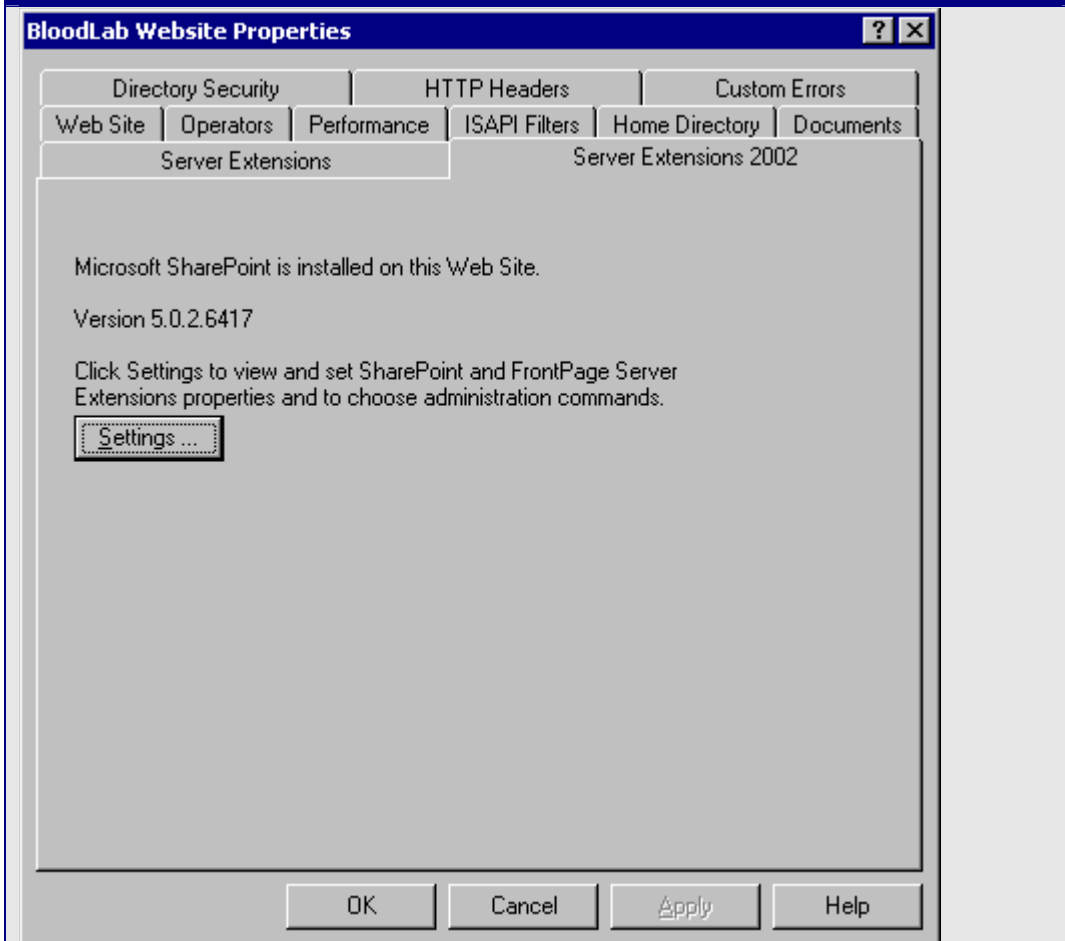 BloodLab Website Properties
Directory Security HTTP Headers Custom Errors
Web Site Operators Performance ISAPI Filters Home Directory Documents
Server Extensions Server Extensions 2002
Microsoft SharePoint is installed on this Web Site.
Version 5.0.2.6417
Click Settings to view and set SharePoint and FrontPage Server
Extensions properties and to choose administration commands.
Settings ...
OK Cancel Apply Help